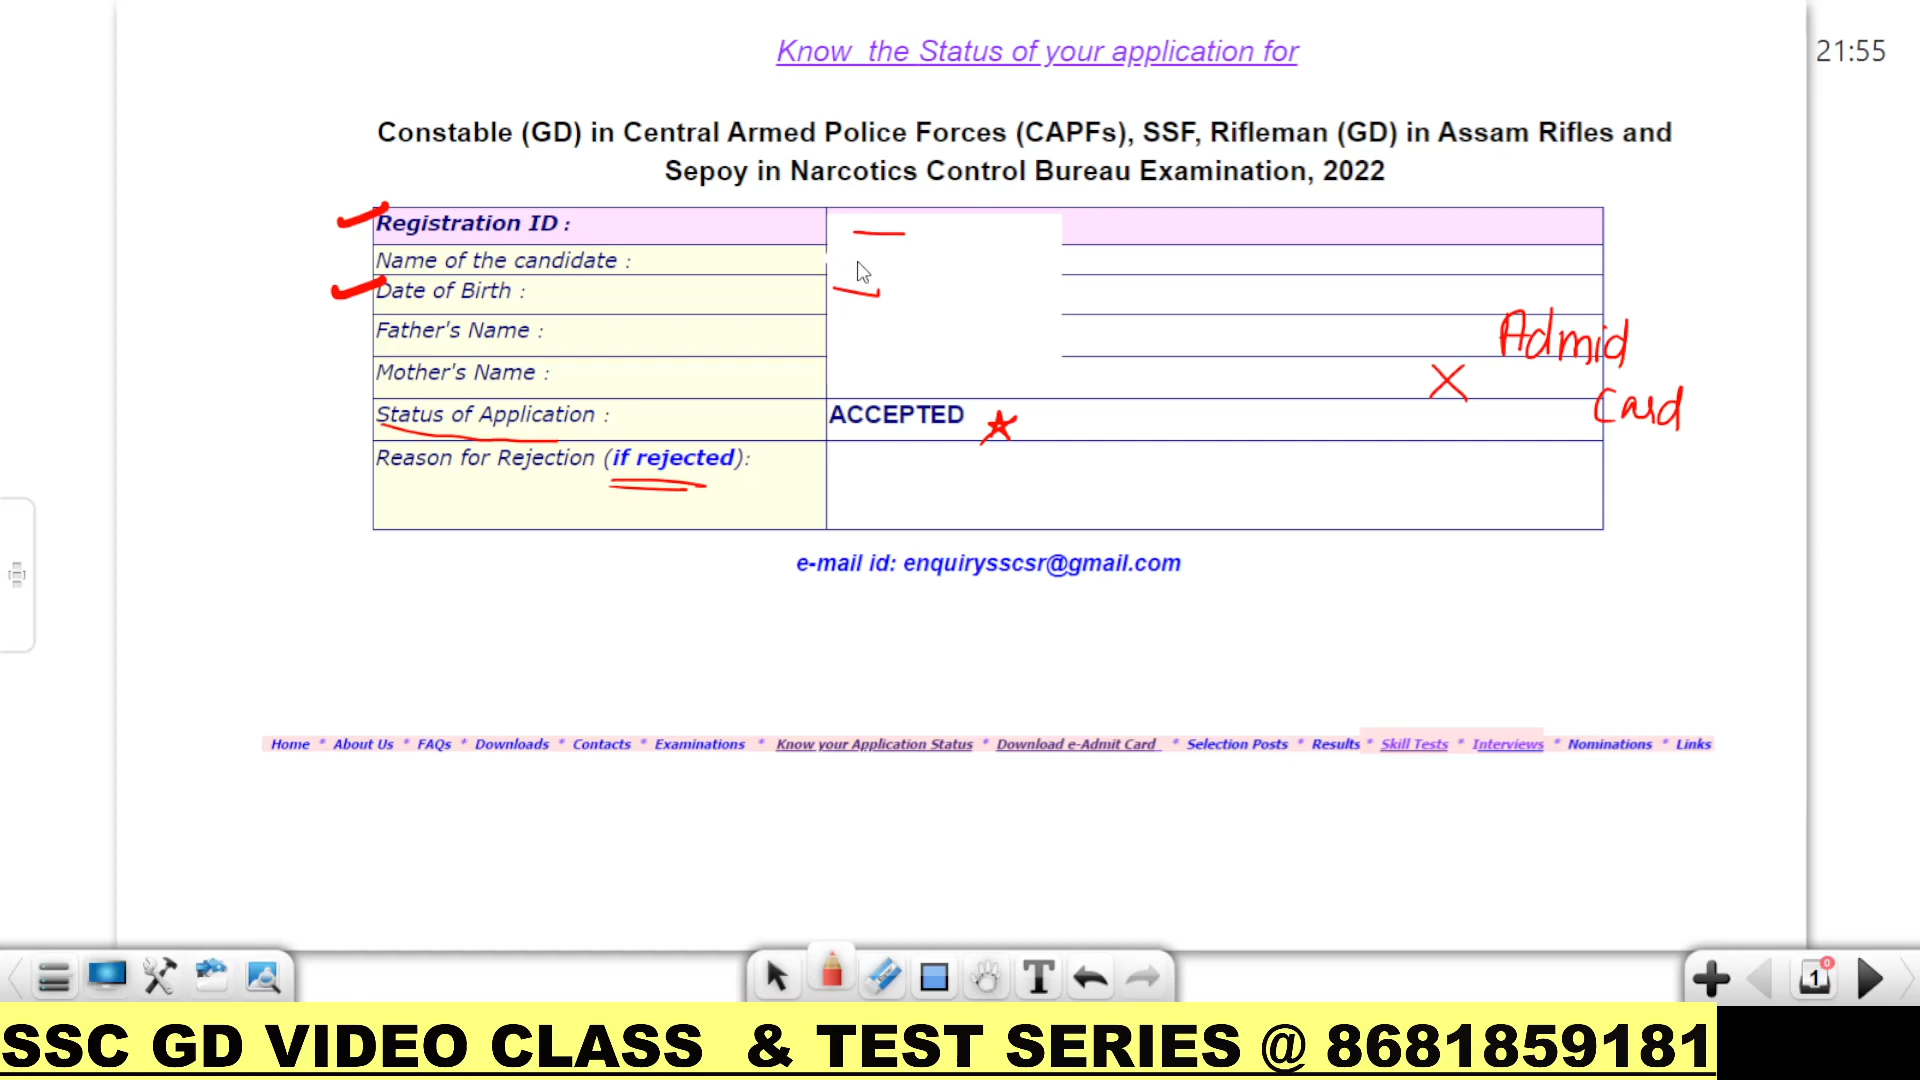 Know the Status of your application for
21:55
Constable (GD) in Central Armed Police Forces (CAPFs), SSF, Rifleman (GD) in Assam Rifles and
Sepoy in Narcotics Control Bureau Examination, 2022
Registration ID :
Name of the candidate :
Date of Birth :
Father's Name :
Admid
Mother's Name :
Card
Status of Application : ACCEPTED
Reason for Rejection (if rejected):
e-mail id: enquirysscsr@gmail.com
Home * About Us * FAQs * Downloads * Contacts * Examinations * Know your Application Status * Download e-Admit Card * Selection Posts * Results * Skill Tests * Interviews * Nominations * Links
T
1
0
SSC GD VIDEO CLASS & TEST SERIES @ 8681859181